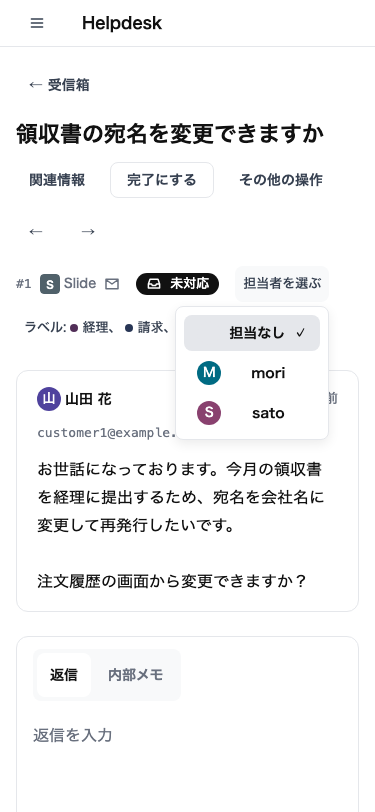 Helpdesk
← 受信箱
領収書の宛名を変更できますか
関連情報 完了にする その他の操作
← →
#1 S Slide 未対応 担当者を選ぶ
ラベル: 経理、 請求、
担当なし ✓
M mori
S sato
山 山田 花 前
customer1@example.
お世話になっております。今月の領収書
を経理に提出するため、宛名を会社名に
変更して再発行したいです。
注文履歴の画面から変更できますか？
返信 内部メモ
返信を入力